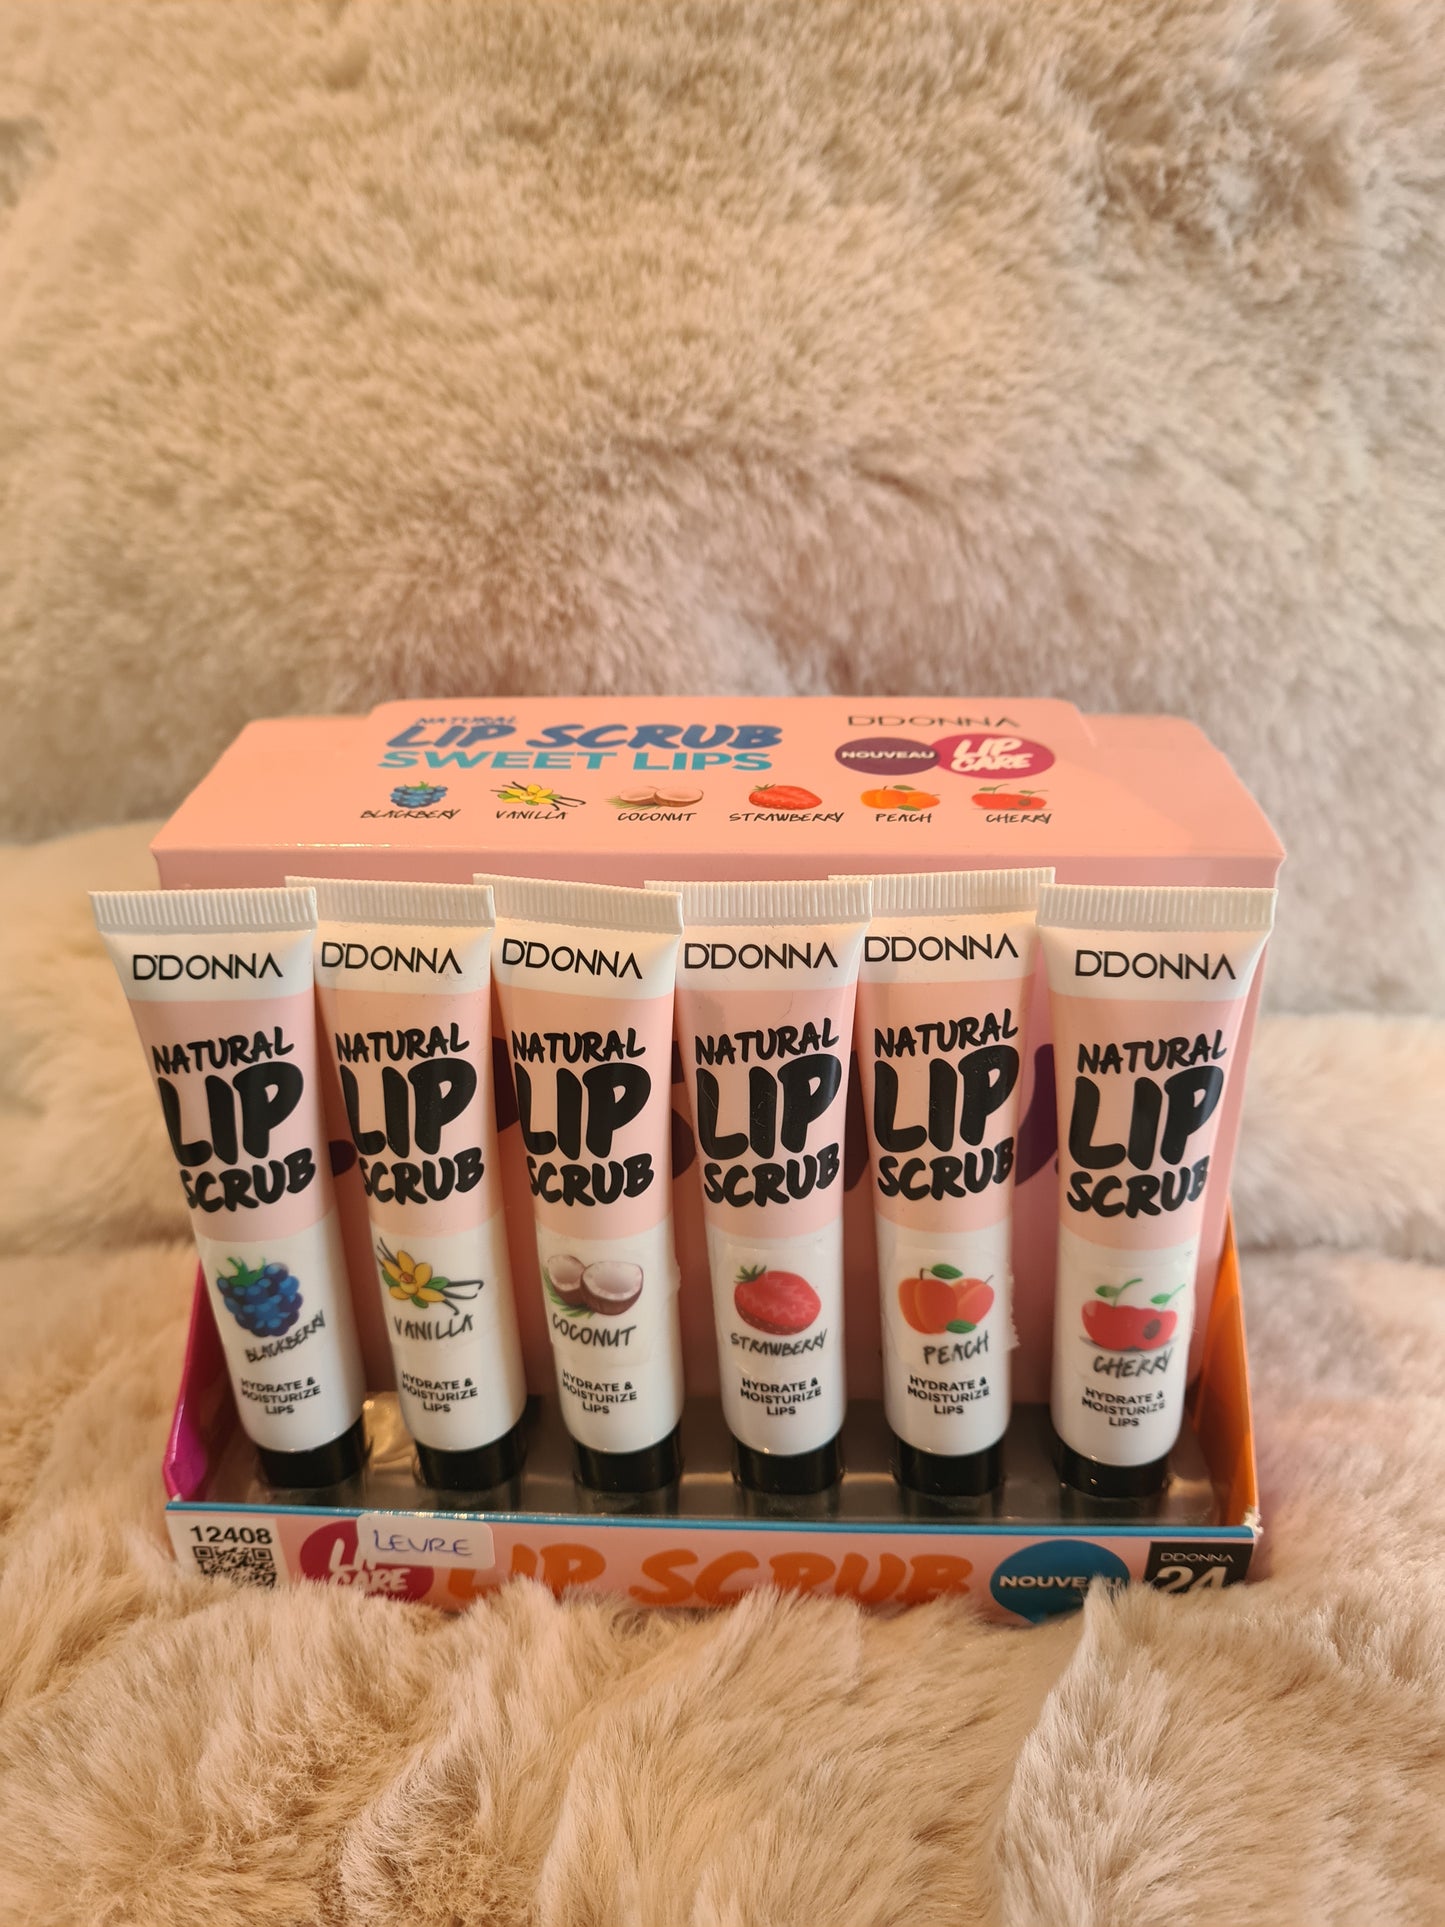 NATURAL
LIP SCRUB
SWEET LIPS
D'DONNA
NOUVEAU
LIP
CARE
BLACKBERY
VANILLA
COCONUT
STRAWBERRY
PEACH
CHERRY
D'DONNA
NATURAL
LIP
SCRUB
BLACKBERRY
HYDRATE &
MOISTURIZE
LIPS
D'DONNA
NATURAL
LIP
SCRUB
VANILLA
HYDRATE &
MOISTURIZE
LIPS
D'DONNA
NATURAL
LIP
SCRUB
COCONUT
HYDRATE &
MOISTURIZE
LIPS
D'DONNA
NATURAL
LIP
SCRUB
STRAWBERRY
HYDRATE &
MOISTURIZE
LIPS
D'DONNA
NATURAL
LIP
SCRUB
PEACH
HYDRATE &
MOISTURIZE
LIPS
D'DONNA
NATURAL
LIP
SCRUB
CHERRY
HYDRATE &
MOISTURIZE
LIPS
12408
CARE
LEVRE
LIP SCRUB
NOUVEAU
D'DONNA
24